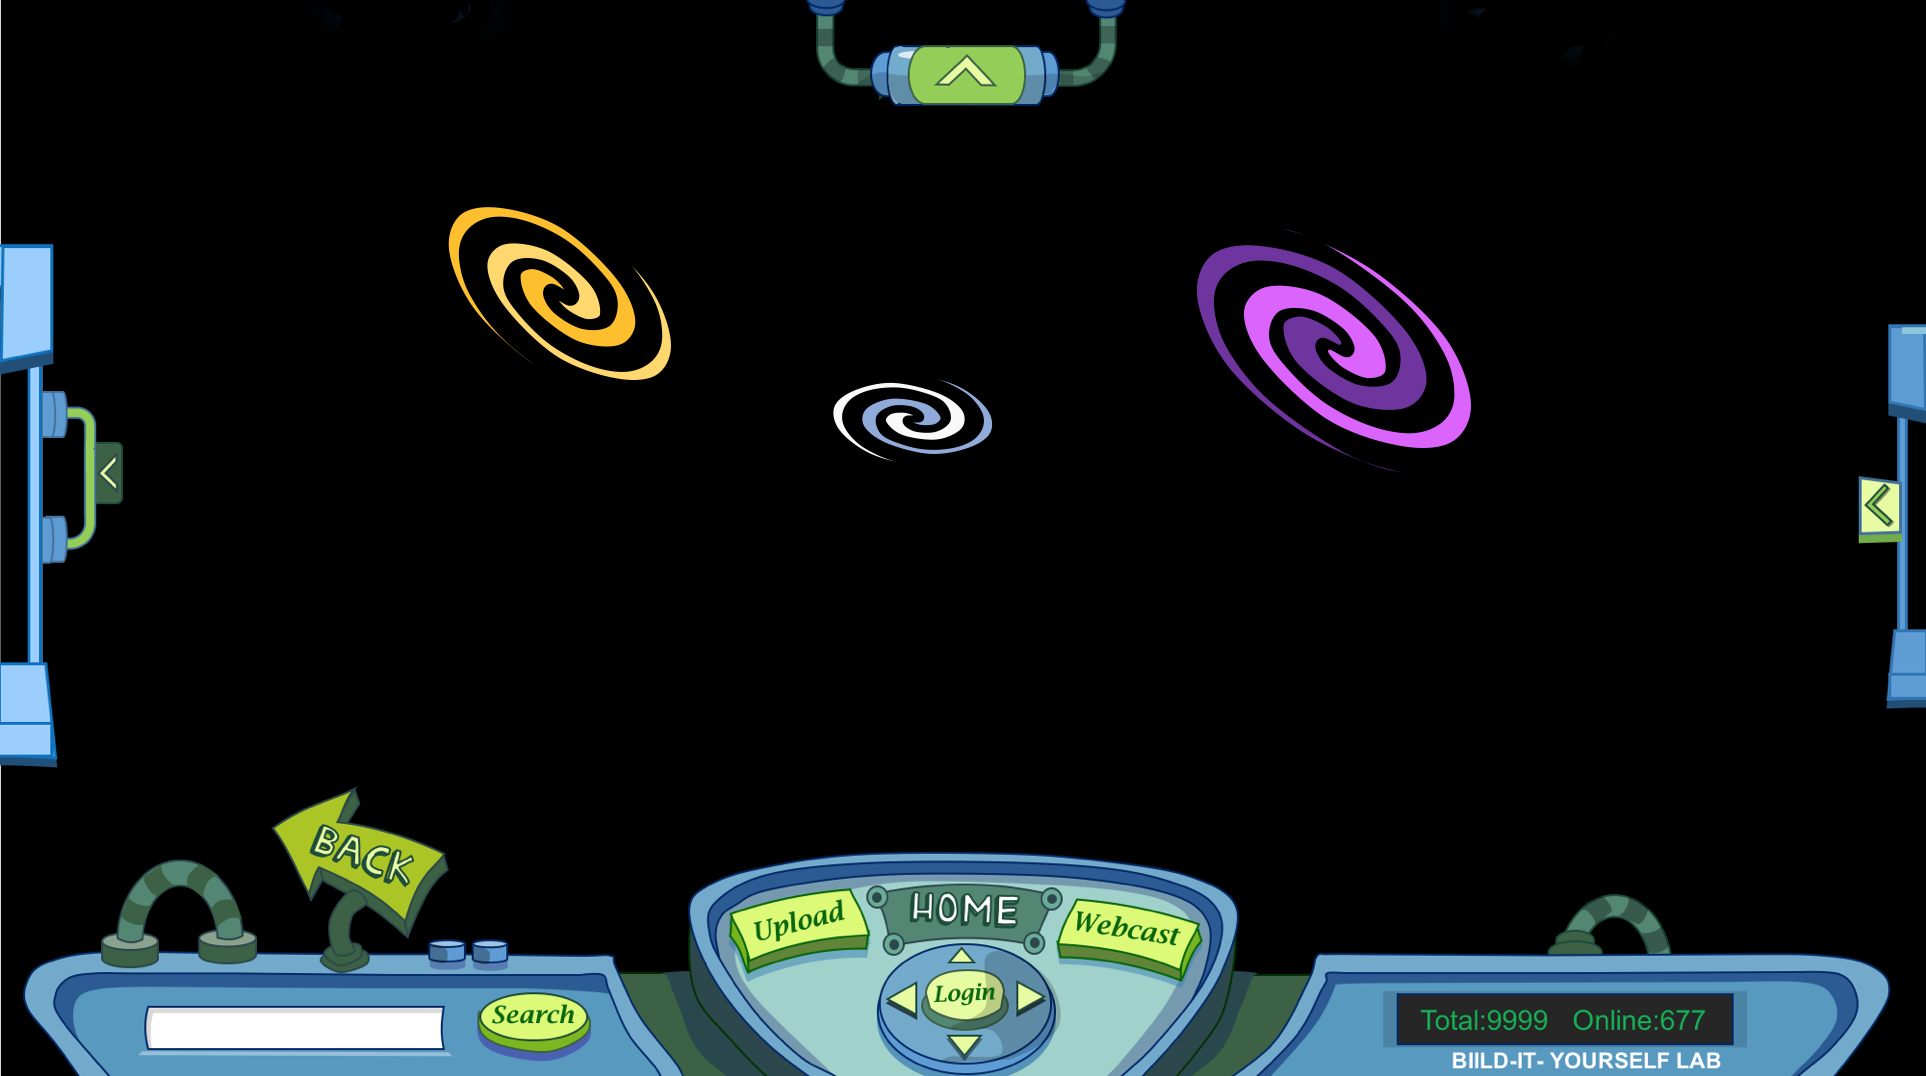 BACK
Upload
HOME
Webcast
Login
Search
Total:9999 Online:677
BIILD-IT- YOURSELF LAB